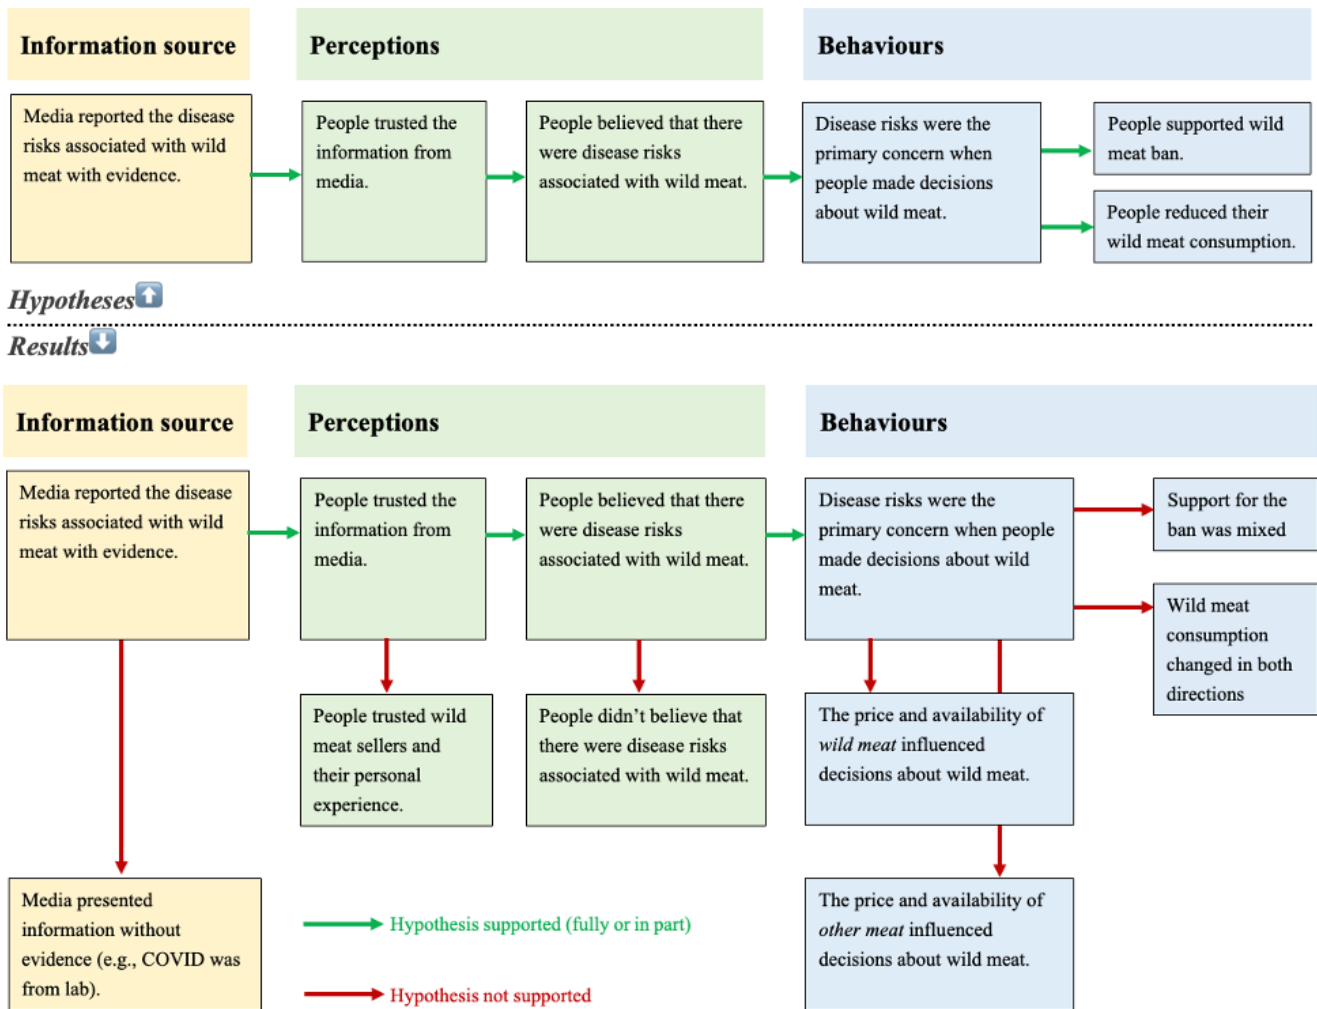 Information source
Perceptions
Behaviours
Media reported the disease
risks associated with wild
meat with evidence.
People trusted the
information from
media.
People believed that there
were disease risks
associated with wild meat.
Disease risks were the
primary concern when
people made decisions
about wild meat.
People supported wild
meat ban.
People reduced their
wild meat consumption.
Hypotheses
Results
Information source
Perceptions
Behaviours
Media reported the disease
risks associated with wild
meat with evidence.
People trusted the
information from
media.
People believed that there
were disease risks
associated with wild meat.
Disease risks were the
primary concern when people
made decisions about wild
meat.
Support for the
ban was mixed
Wild meat
consumption
changed in both
directions
People trusted wild
meat sellers and
their personal
experience.
People didn't believe that
there were disease risks
associated with wild meat.
The price and availability of
wild meat influenced
decisions about wild meat.
Media presented
information without
evidence (e.g., COVID was
from lab).
Hypothesis supported (fully or in part)
Hypothesis not supported
The price and availability of
other meat influenced
decisions about wild meat.